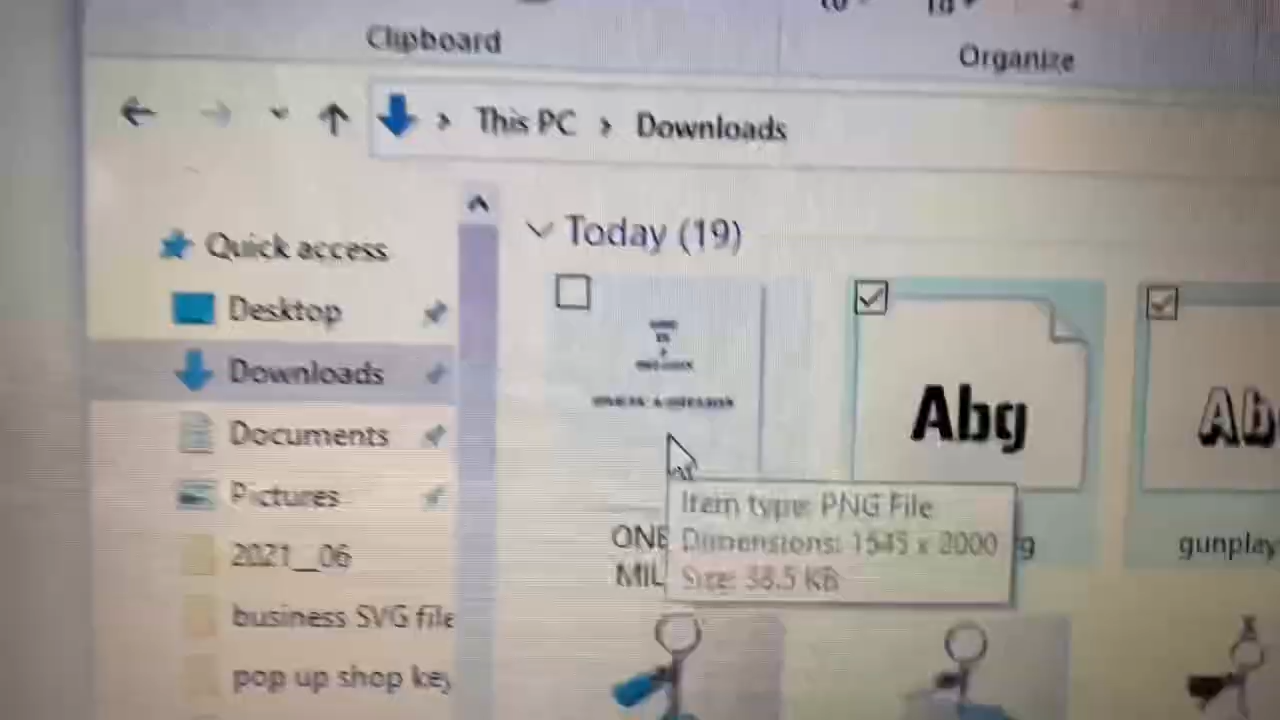 Clipboard
Organize
This PC > Downloads
Quick access
Today (19)
Desktop
Downloads
Documents
Pictures
2021__06
business SVG file
pop up shop key
Abg
Ab
Item type: PNG File
Dimensions: 1545 x 2000
Size: 38.5 KB
ONE
MIL
gunplay